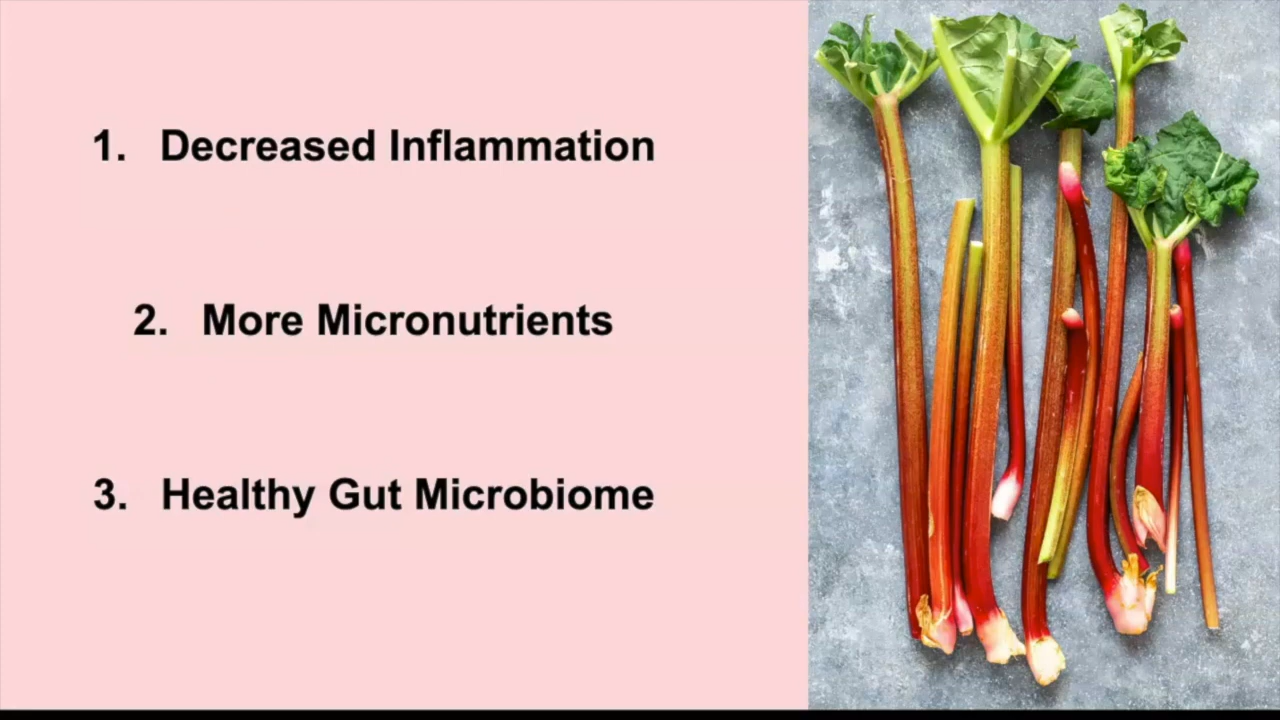 1. Decreased Inflammation
2. More Micronutrients
3. Healthy Gut Microbiome